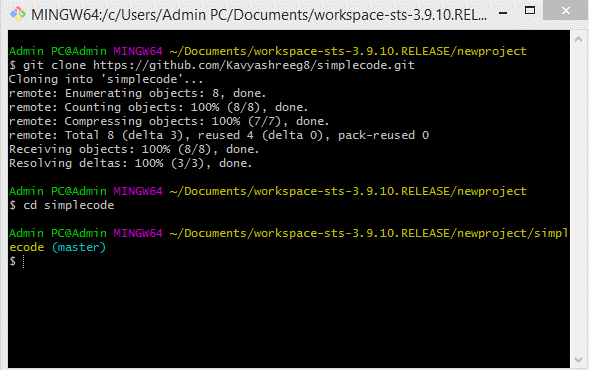 MINGW64:/c/Users/Admin PC/Documents/workspace-sts-3.9.10.REL...
Admin PC@Admin MINGW64 ~/Documents/workspace-sts-3.9.10.RELEASE/newproject
$ git clone https://github.com/Kavyashreeg8/simplecode.git
Cloning into 'simplecode'...
remote: Enumerating objects: 8, done.
remote: Counting objects: 100% (8/8), done.
remote: Compressing objects: 100% (7/7), done.
remote: Total 8 (delta 3), reused 4 (delta 0), pack-reused 0
Receiving objects: 100% (8/8), done.
Resolving deltas: 100% (3/3), done.
Admin PC@Admin MINGW64 ~/Documents/workspace-sts-3.9.10.RELEASE/newproject
$ cd simplecode
Admin PC@Admin MINGW64 ~/Documents/workspace-sts-3.9.10.RELEASE/newproject/simpl
ecode (master)
$